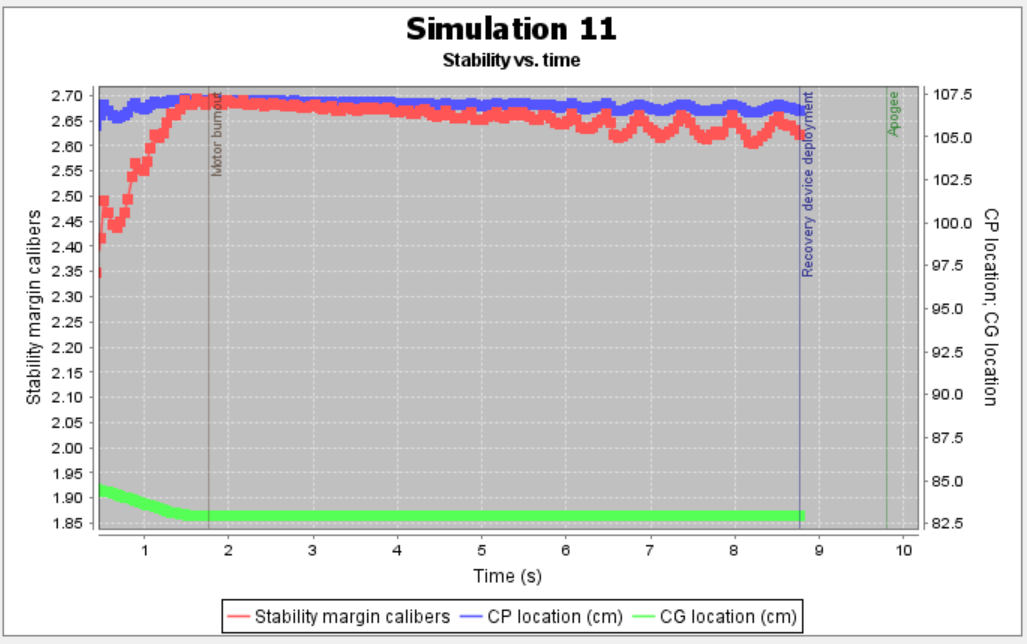 Simulation 11
Stability vs. time
Stability margin calibers
2.70
2.65
2.60
2.55
2.50
2.45
2.40
2.35
2.30
2.25
2.20
2.15
2.10
2.05
2.00
1.95
1.90
1.85
Motor burnout
Recovery device deployment
Apogee
107.5
105.0
102.5
100.0
97.5
95.0
92.5
90.0
87.5
85.0
82.5
CP location; CG location
1 2 3 4 5 6 7 8 9 10
Time (s)
Stability margin calibers CP location (cm) CG location (cm)